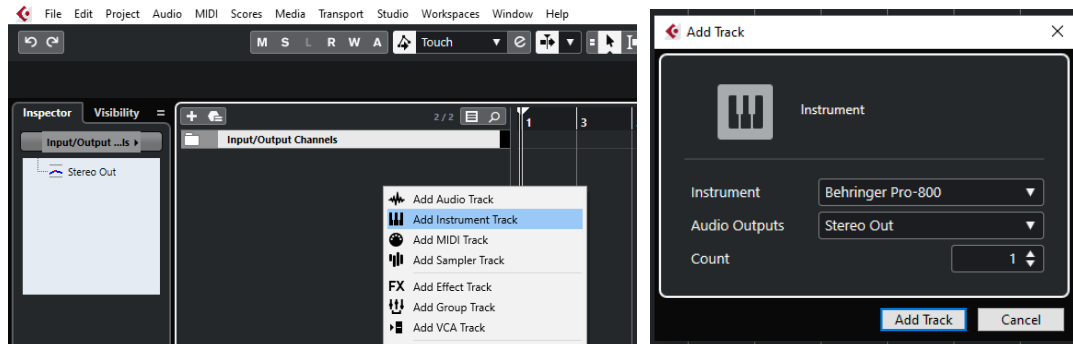 File Edit Project Audio MIDI Scores Media Transport Studio Workspaces Window Help
M S L R W A Touch
Inspector Visibility
2/2
1 3
Input/Output ...ls
Input/Output Channels
Stereo Out
Add Audio Track
Add Instrument Track
Add MIDI Track
Add Sampler Track
FX Add Effect Track
Add Group Track
Add VCA Track
Add Track
Instrument
Instrument Behringer Pro-800
Audio Outputs Stereo Out
Count 1
Add Track Cancel